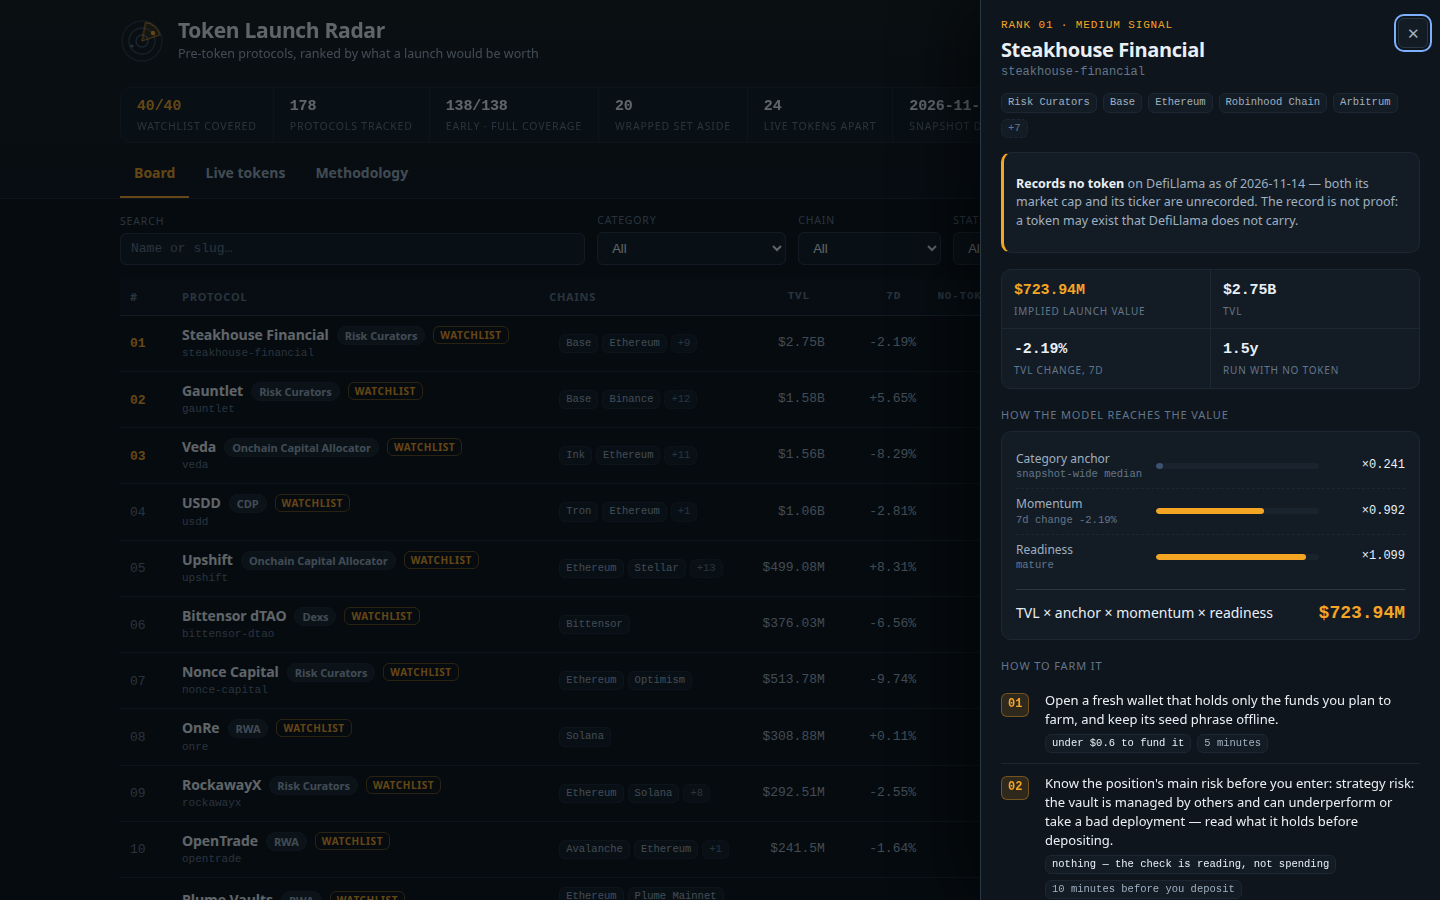 Token Launch Radar
Pre-token protocols, ranked by what a launch would be worth
40/40
WATCHLIST COVERED
178
PROTOCOLS TRACKED
138/138
EARLY · FULL COVERAGE
20
WRAPPED SET ASIDE
24
LIVE TOKENS APART
2026-11-
SNAPSHOT D
Board
Live tokens
Methodology
SEARCH
Name or slug…
CATEGORY
All
CHAIN
All
STAT
Al
# PROTOCOL CHAINS TVL 7D NO-TOK
01 Steakhouse Financial Risk Curators WATCHLIST Base Ethereum +9 $2.75B -2.19%
steakhouse-financial
02 Gauntlet Risk Curators WATCHLIST Base Binance +12 $1.58B +5.65%
gauntlet
03 Veda Onchain Capital Allocator WATCHLIST Ink Ethereum +11 $1.56B -8.29%
veda
04 USDD CDP WATCHLIST Tron Ethereum +1 $1.06B -2.81%
usdd
05 Upshift Onchain Capital Allocator WATCHLIST Ethereum Stellar +13 $499.08M +8.31%
upshift
06 Bittensor dTAO Dexs WATCHLIST Bittensor $376.03M -6.56%
bittensor-dtao
07 Nonce Capital Risk Curators WATCHLIST Ethereum Optimism $513.78M -9.74%
nonce-capital
08 OnRe RWA WATCHLIST Solana $308.88M +0.11%
onre
09 RockawayX Risk Curators WATCHLIST Ethereum Solana +8 $292.51M -2.55%
rockawayx
10 OpenTrade RWA WATCHLIST Avalanche Ethereum +1 $241.5M -1.64%
opentrade
Plume Vaults RWA WATCHLIST Ethereum Plume Mainnet
RANK 01 · MEDIUM SIGNAL
×
Steakhouse Financial
steakhouse-financial
Risk Curators Base Ethereum Robinhood Chain Arbitrum
+7
Records no token on DefiLlama as of 2026-11-14 — both its
market cap and its ticker are unrecorded. The record is not proof:
a token may exist that DefiLlama does not carry.
$723.94M
IMPLIED LAUNCH VALUE
$2.75B
TVL
-2.19%
TVL CHANGE, 7D
1.5y
RUN WITH NO TOKEN
HOW THE MODEL REACHES THE VALUE
Category anchor ×0.241
snapshot-wide median
Momentum ×0.992
7d change -2.19%
Readiness ×1.099
mature
TVL × anchor × momentum × readiness $723.94M
HOW TO FARM IT
01 Open a fresh wallet that holds only the funds you plan to
farm, and keep its seed phrase offline.
under $0.6 to fund it 5 minutes
02 Know the position's main risk before you enter: strategy risk:
the vault is managed by others and can underperform or
take a bad deployment — read what it holds before
depositing.
nothing — the check is reading, not spending
10 minutes before you deposit